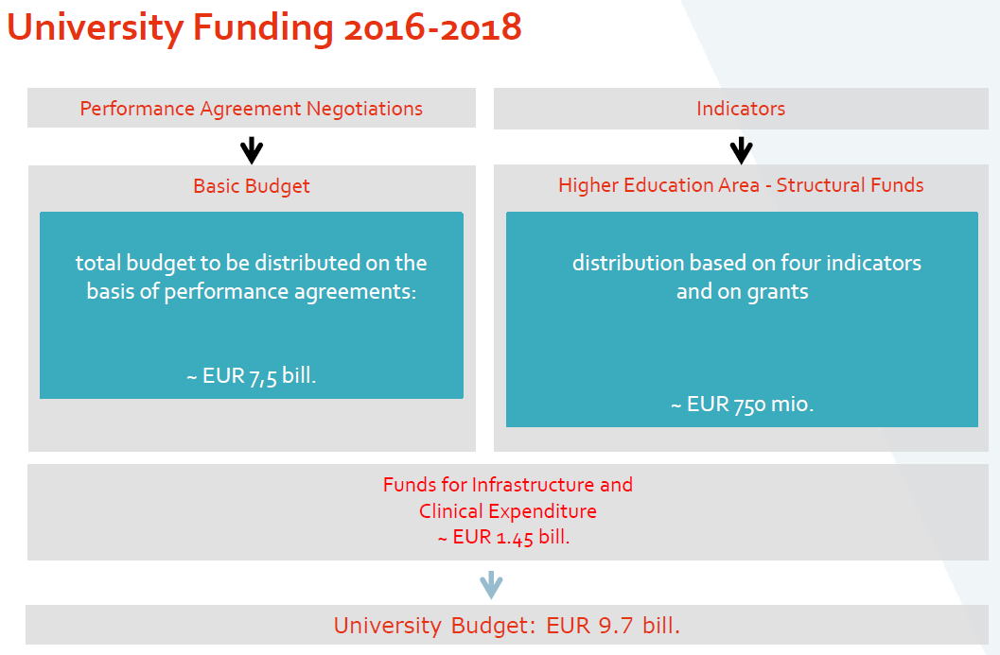 University Funding 2016-2018
Performance Agreement Negotiations
Indicators
Basic Budget
total budget to be distributed on the
basis of performance agreements:
~ EUR 7,5 bill.
Higher Education Area - Structural Funds
distribution based on four indicators
and on grants
~ EUR 750 mio.
Funds for Infrastructure and
Clinical Expenditure
~ EUR 1.45 bill.
University Budget: EUR 9.7 bill.